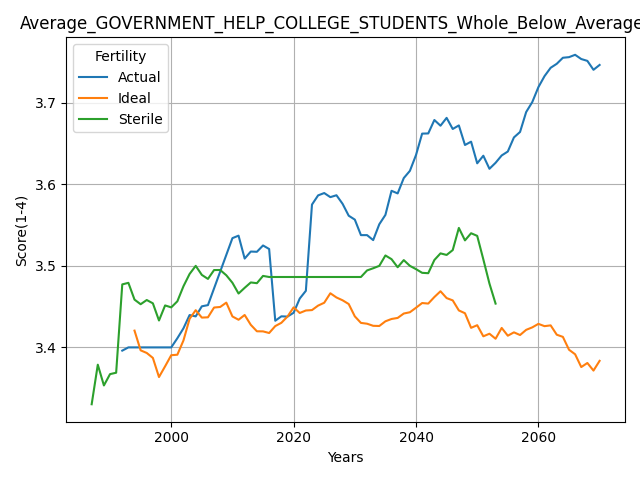 Average_GOVERNMENT_HELP_COLLEGE_STUDENTS_Whole_Below_Average
Fertility
Actual
Ideal
Sterile
3.7
3.6
3.5
3.4
Score(1-4)
2000
2020
2040
2060
Years